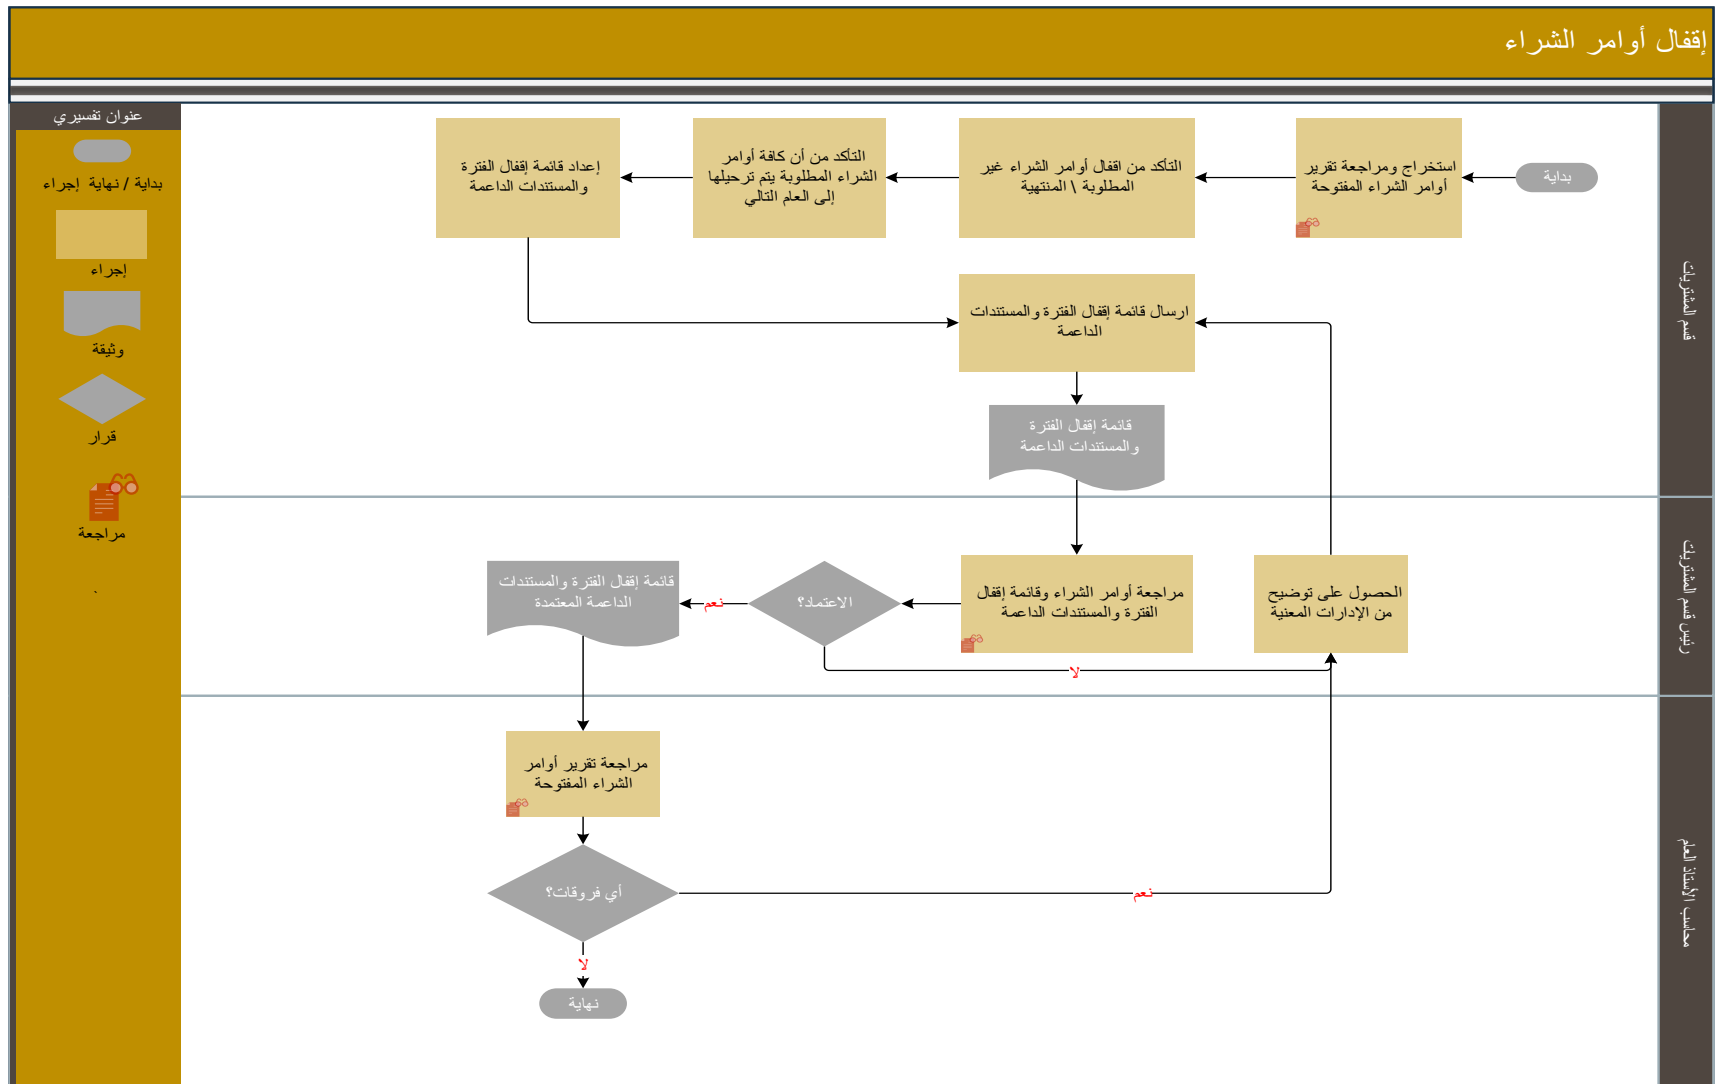 إقفال أوامر الشراء
قسم المشتريات
بداية
استخراج ومراجعة تقرير
أوامر الشراء المفتوحة
التأكد من اقفال أوامر الشراء غير
المطلوبة \ المنتهية
التأكد من أن كافة أوامر
الشراء المطلوبة يتم ترحيلها
إلى العام التالي
إعداد قائمة إقفال الفترة
والمستندات الداعمة
ارسال قائمة إقفال الفترة والمستندات
الداعمة
قائمة إقفال الفترة
والمستندات الداعمة
رئيس قسم المشتريات
الحصول على توضيح
من الإدارات المعنية
مراجعة أوامر الشراء وقائمة إقفال
الفترة والمستندات الداعمة
الاعتماد؟
نعم
لا
قائمة إقفال الفترة والمستندات
الداعمة المعتمدة
محاسب الأستاذ العام
مراجعة تقرير أوامر
الشراء المفتوحة
أي فروقات؟
نعم
لا
نهاية
عنوان تفسيري
بداية / نهاية إجراء
إجراء
وثيقة
قرار
مراجعة
.